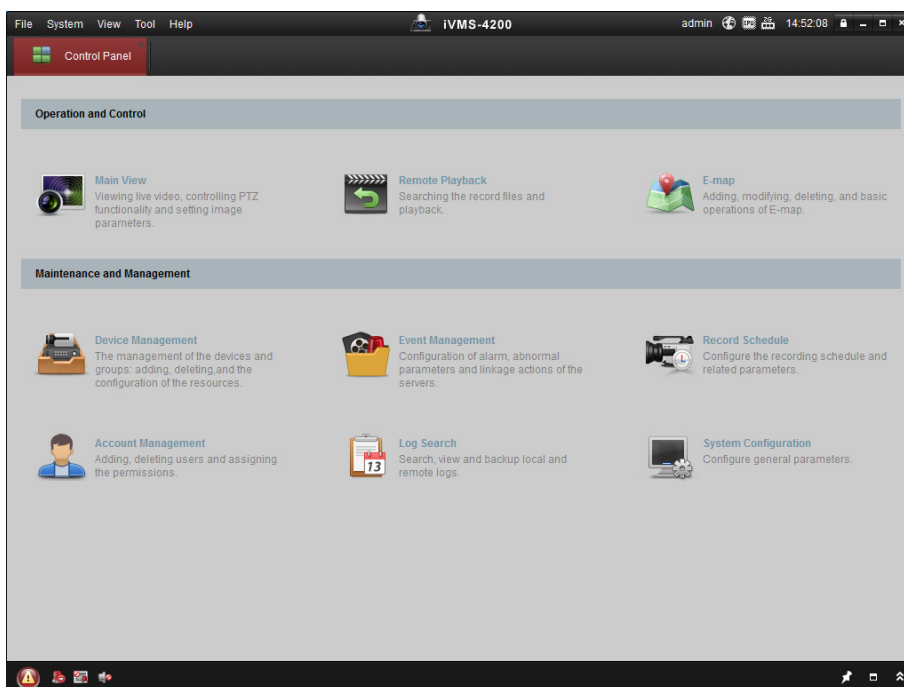 File System View Tool Help iVMS-4200 admin 14:52:08
Control Panel
Operation and Control
Main View
Viewing live video, controlling PTZ
functionality and setting image
parameters.
Remote Playback
Searching the record files and
playback.
E-map
Adding, modifying, deleting, and basic
operations of E-map.
Maintenance and Management
Device Management
The management of the devices and
groups: adding, deleting,and the
configuration of the resources.
Event Management
Configuration of alarm, abnormal
parameters and linkage actions of the
servers.
Record Schedule
Configure the recording schedule and
related parameters.
Account Management
Adding, deleting users and assigning
the permissions.
13
Log Search
Search, view and backup local and
remote logs.
System Configuration
Configure general parameters.